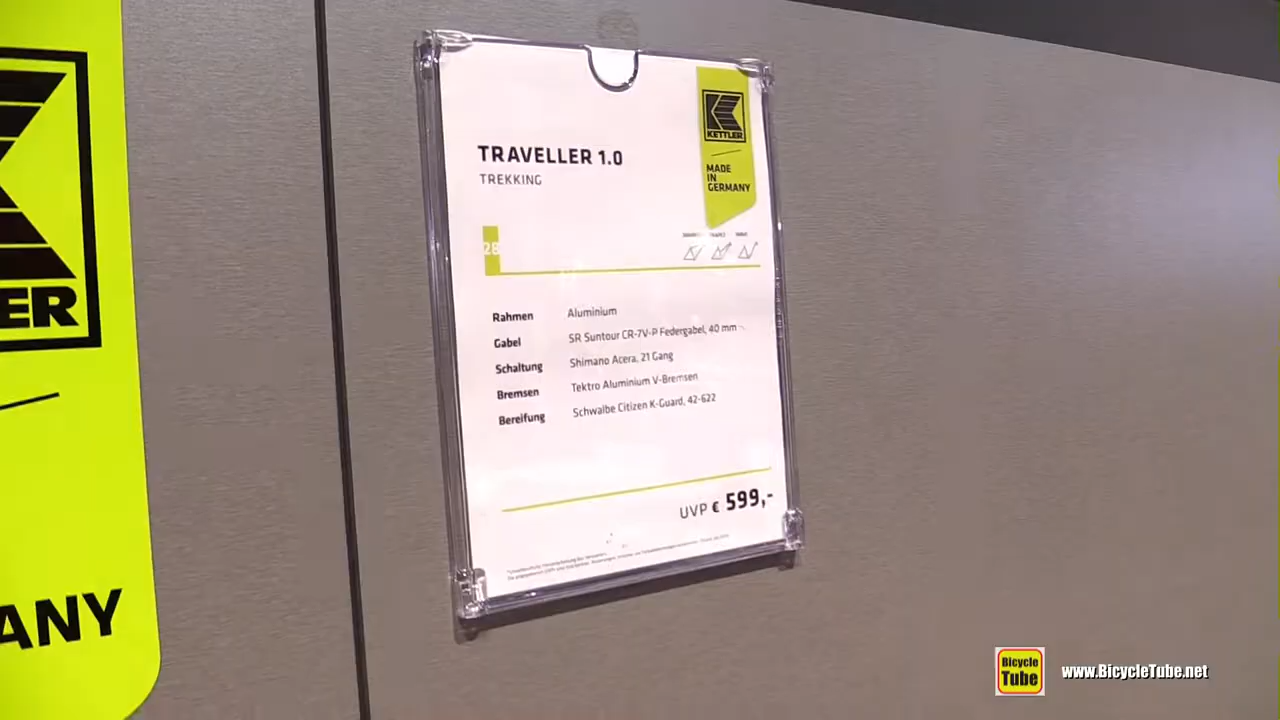 ER
ANY
TRAVELLER 1.0
TREKKING
KETTLER
MADE
IN
GERMANY
28
Rahmen Aluminium
Gabel SR Suntour CR-7V-P Federgabel, 40 mm
Schaltung Shimano Acera, 21 Gang
Bremsen Tektro Aluminium V-Bremsen
Bereifung Schwalbe Citizen K-Guard, 42-622
UVP € 599,-
Bicycle
Tube
www.BicycleTube.net